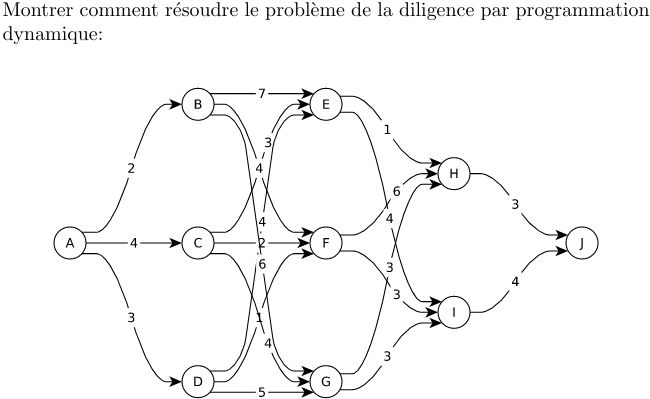 Montrer comment résoudre le problème de la diligence par programmation
dynamique:
B 7 E
1
3
2 4 H
6
3
4 4
A 4 C 2 F J
6 3
3
4
3 1
4 3
D 5 G
I